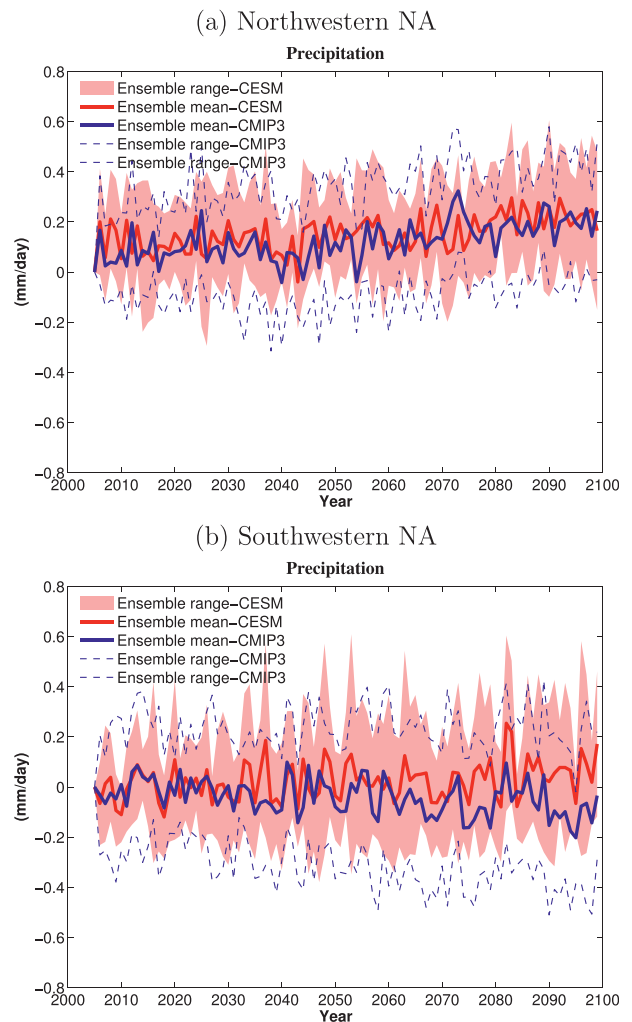 (a) Northwestern NA
Precipitation
0.8
0.6
0.4
0.2
0
−0.2
−0.4
−0.6
−0.8
(mm/day)
Ensemble range−CESM
Ensemble mean−CESM
Ensemble mean−CMIP3
Ensemble range−CMIP3
Ensemble range−CMIP3
2000 2010 2020 2030 2040 2050 2060 2070 2080 2090 2100
Year
(b) Southwestern NA
Precipitation
0.8
0.6
0.4
0.2
0
−0.2
−0.4
−0.6
−0.8
(mm/day)
Ensemble range−CESM
Ensemble mean−CESM
Ensemble mean−CMIP3
Ensemble range−CMIP3
Ensemble range−CMIP3
2000 2010 2020 2030 2040 2050 2060 2070 2080 2090 2100
Year